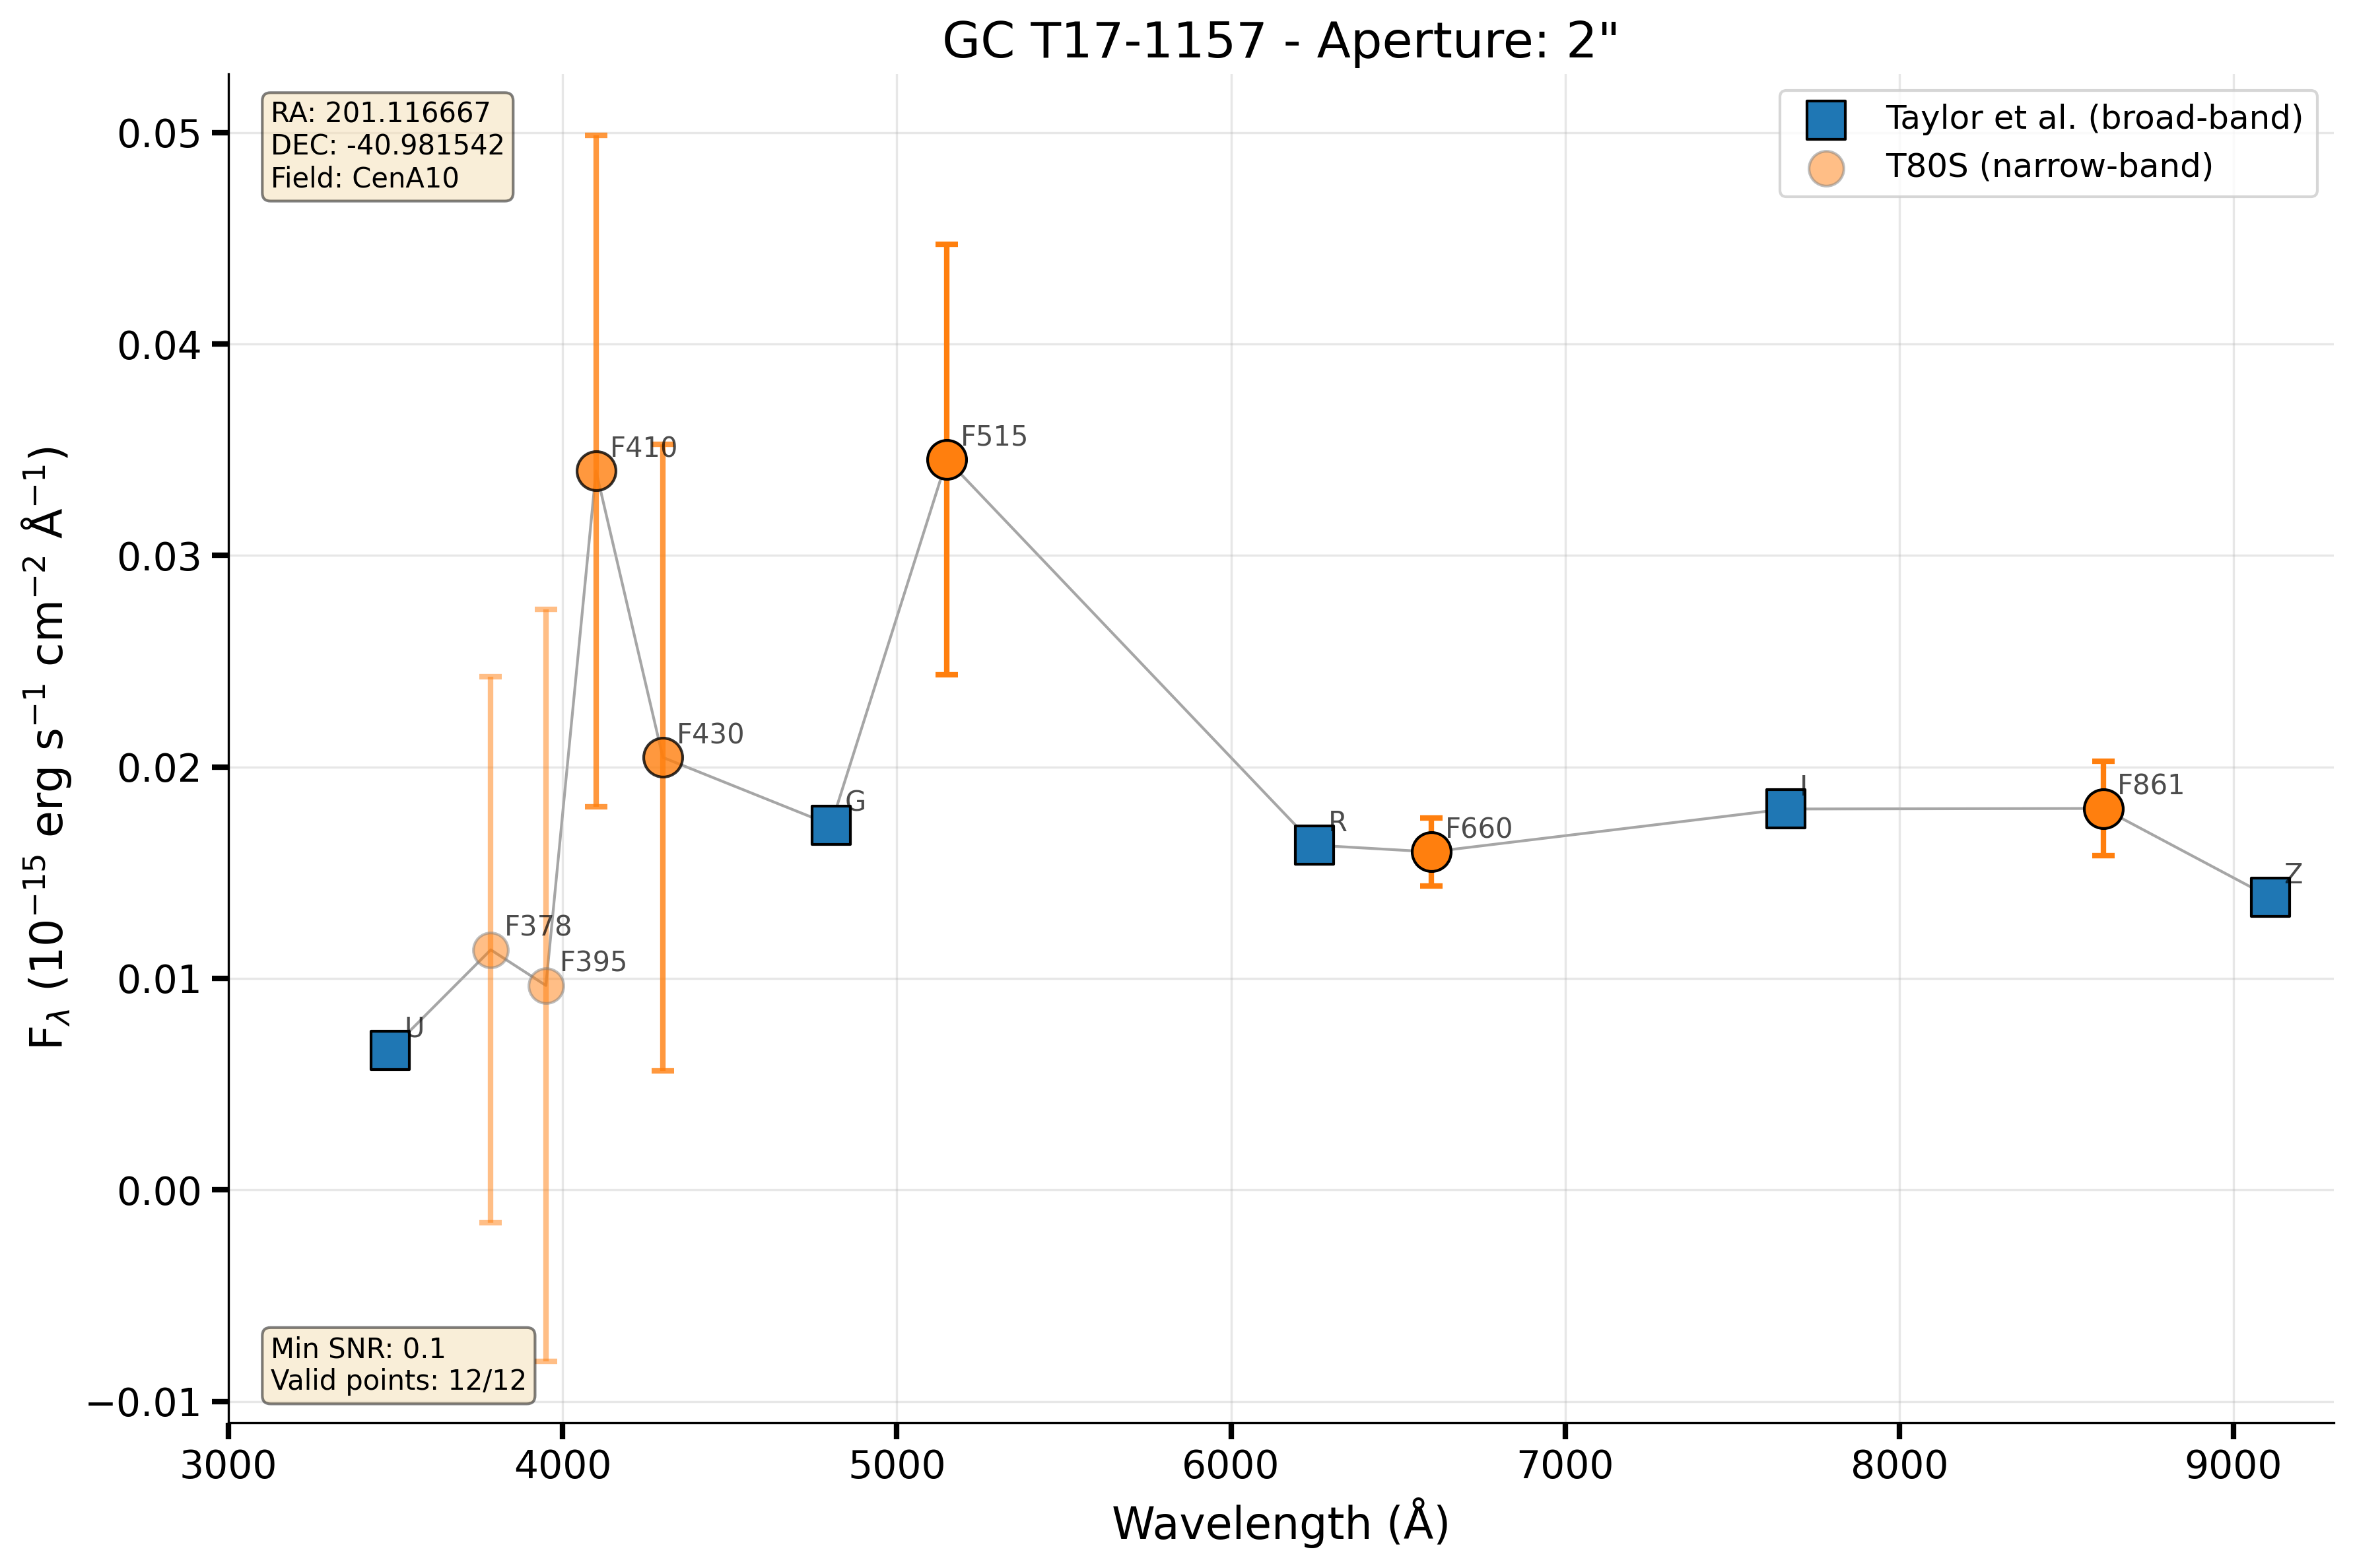 GC T17-1157 - Aperture: 2"
RA: 201.116667
DEC: -40.981542
Field: CenA10
Taylor et al. (broad-band)
T80S (narrow-band)
0.05
0.04
0.03
0.02
0.01
0.00
−0.01
F_λ (10⁻¹⁵ erg s⁻¹ cm⁻² Å⁻¹)
U
F378
F395
F410
F430
G
F515
R
F660
I
F861
Z
Min SNR: 0.1
Valid points: 12/12
3000 4000 5000 6000 7000 8000 9000
Wavelength (Å)